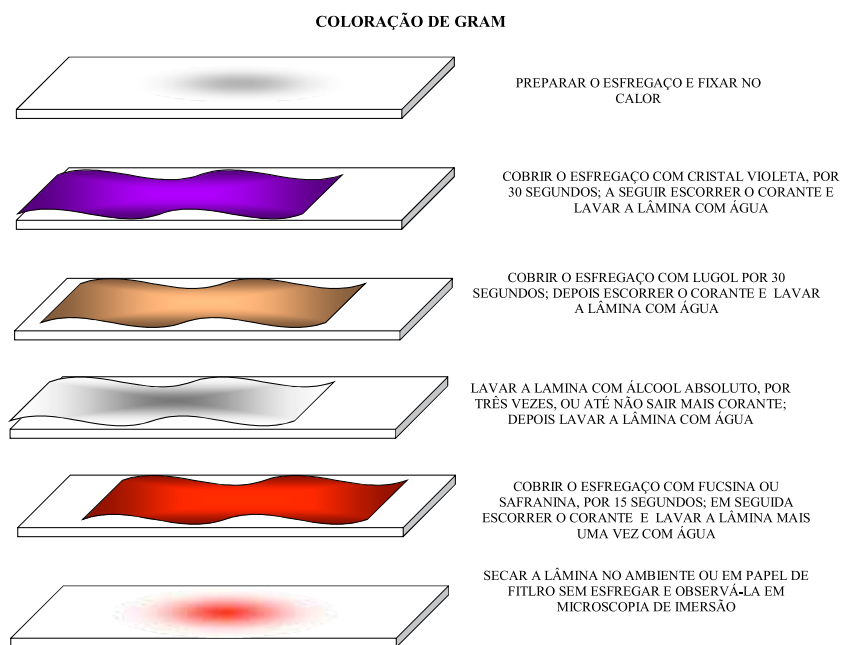 COLORAÇÃO DE GRAM
PREPARAR O ESFREGAÇO E FIXAR NO
CALOR
COBRIR O ESFREGAÇO COM CRISTAL VIOLETA, POR
30 SEGUNDOS; A SEGUIR ESCORRER O CORANTE E
LAVAR A LÂMINA COM ÁGUA
COBRIR O ESFREGAÇO COM LUGOL POR 30
SEGUNDOS; DEPOIS ESCORRER O CORANTE E LAVAR
A LÂMINA COM ÁGUA
LAVAR A LAMINA COM ÁLCOOL ABSOLUTO, POR
TRÊS VEZES, OU ATÉ NÃO SAIR MAIS CORANTE;
DEPOIS LAVAR A LÂMINA COM ÁGUA
COBRIR O ESFREGAÇO COM FUCSINA OU
SAFRANINA, POR 15 SEGUNDOS; EM SEGUIDA
ESCORRER O CORANTE E LAVAR A LÂMINA MAIS
UMA VEZ COM ÁGUA
SECAR A LÂMINA NO AMBIENTE OU EM PAPEL DE
FITLRO SEM ESFREGAR E OBSERVÁ-LA EM
MICROSCOPIA DE IMERSÃO